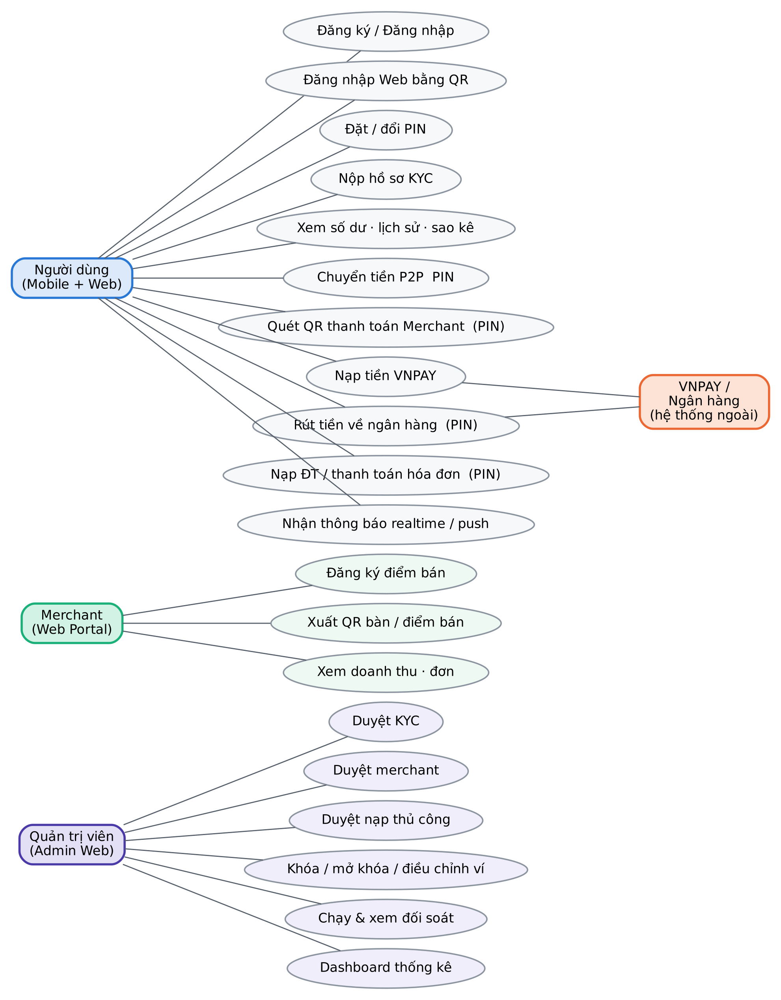 Đăng ký / Đăng nhập
Đăng nhập Web bằng QR
Đặt / đổi PIN
Nộp hồ sơ KYC
Xem số dư · lịch sử · sao kê
Người dùng
(Mobile + Web)
Chuyển tiền P2P  PIN
Quét QR thanh toán Merchant  (PIN)
Nạp tiền VNPAY
VNPAY /
Ngân hàng
(hệ thống ngoài)
Rút tiền về ngân hàng  (PIN)
Nạp ĐT / thanh toán hóa đơn  (PIN)
Nhận thông báo realtime / push
Đăng ký điểm bán
Merchant
(Web Portal)
Xuất QR bàn / điểm bán
Xem doanh thu · đơn
Duyệt KYC
Duyệt merchant
Duyệt nạp thủ công
Quản trị viên
(Admin Web)
Khóa / mở khóa / điều chỉnh ví
Chạy & xem đối soát
Dashboard thống kê